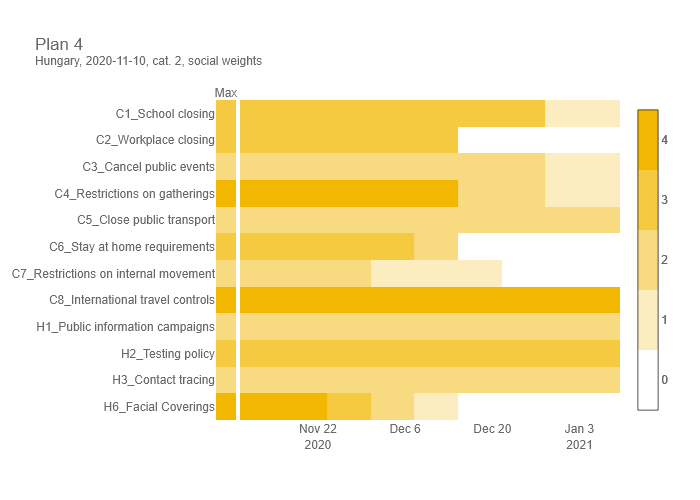 Plan 4
Hungary, 2020-11-10, cat. 2, social weights
Max
C1_School closing
C2_Workplace closing
C3_Cancel public events
C4_Restrictions on gatherings
C5_Close public transport
C6_Stay at home requirements
C7_Restrictions on internal movement
C8_International travel controls
H1_Public information campaigns
H2_Testing policy
H3_Contact tracing
H6_Facial Coverings
Nov 22 Dec 6 Dec 20 Jan 3
2020 2021
4
3
2
1
0